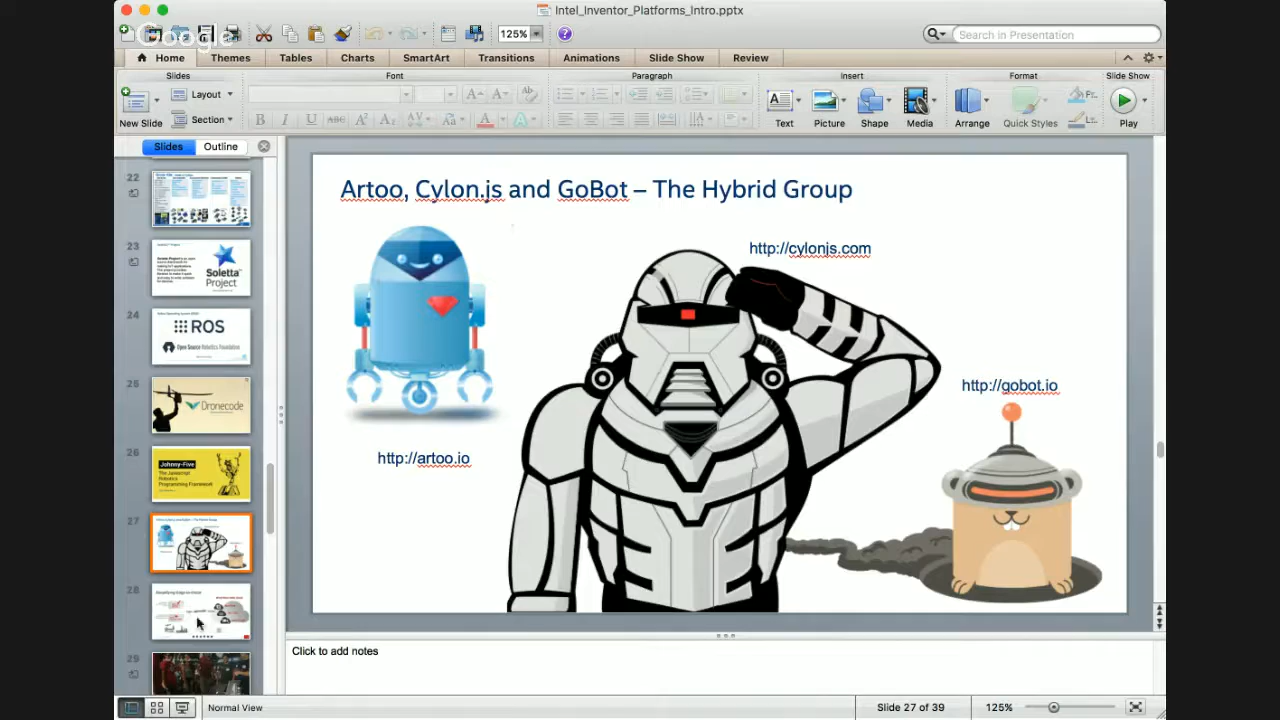 Intel_Inventor_Platforms_Intro.pptx
Google
125%
Search in Presentation
Home Themes Tables Charts SmartArt Transitions Animations Slide Show Review
Slides Font Paragraph Insert Format Slide Show
Layout
Section
New Slide
Text Picture Shape Media Arrange Quick Styles Play
Slides Outline
22
23
Soletta
Project
24
ROS
Open Source Robotics Foundation
25
Dronecode
26
Johnny-Five
The Javascript
Robotics
Programming Framework
27
28
29
Artoo, Cylon.js and GoBot – The Hybrid Group
http://cylonjs.com
http://gobot.io
http://artoo.io
Click to add notes
Normal View
Slide 27 of 39
125%